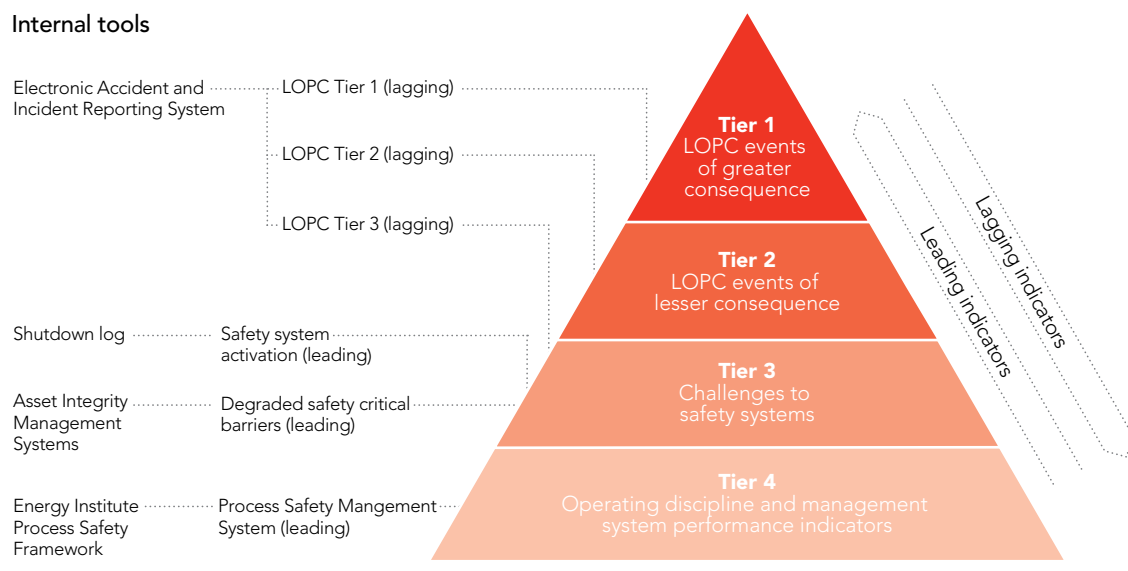 Internal tools
Electronic Accident and
Incident Reporting System
LOPC Tier 1 (lagging)
LOPC Tier 2 (lagging)
LOPC Tier 3 (lagging)
Shutdown log
Safety system
activation (leading)
Asset Integrity
Management
Systems
Degraded safety critical
barriers (leading)
Energy Institute
Process Safety
Framework
Process Safety Mangement
System (leading)
Tier 1
LOPC events
of greater
consequence
Tier 2
LOPC events of
lesser consequence
Tier 3
Challenges to
safety systems
Tier 4
Operating discipline and management
system performance indicators
Leading indicators
Lagging indicators